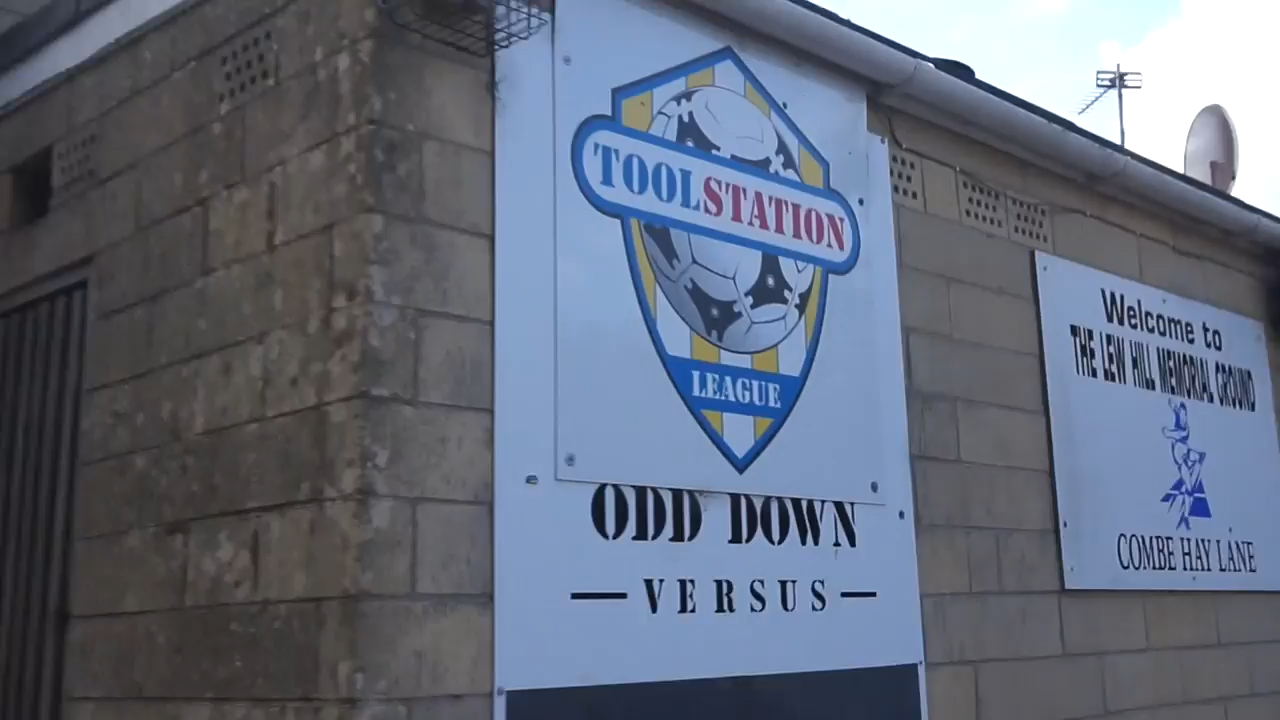 TOOLSTATION
LEAGUE
ODD DOWN
VERSUS
Welcome to
THE LEW HILL MEMORIAL GROUND
COMBE HAY LANE